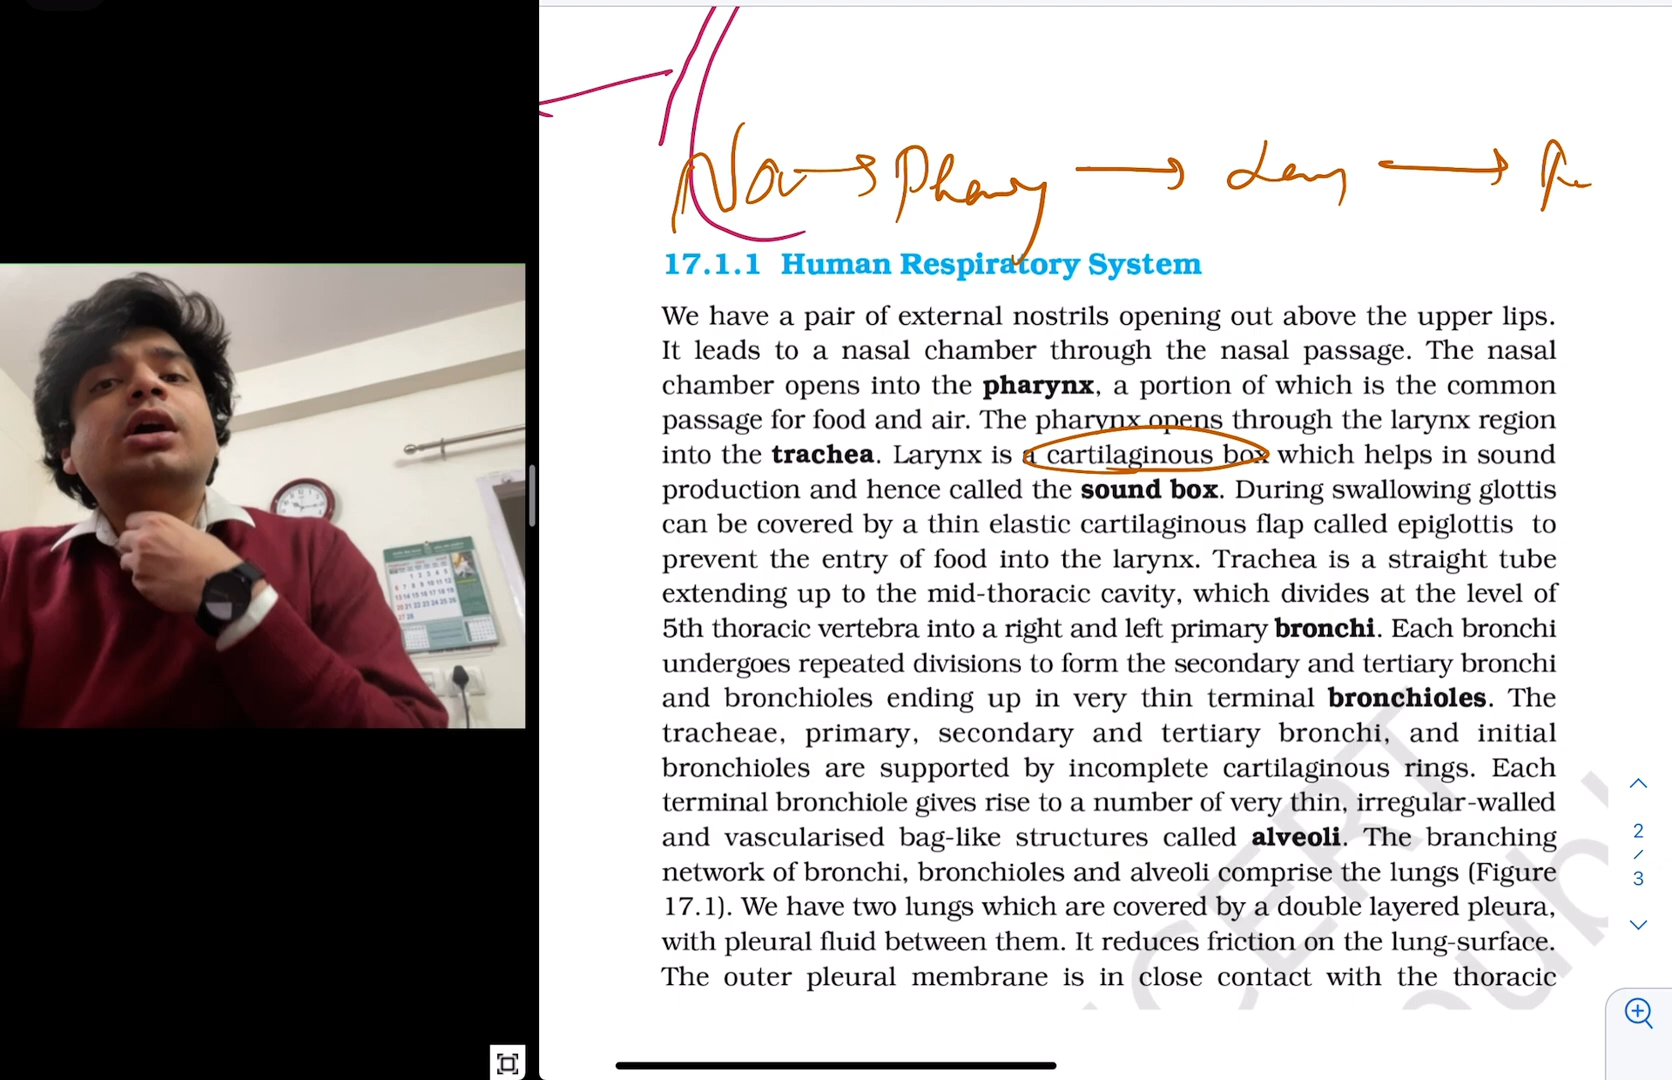 17.1.1 Human Respiratory System
We have a pair of external nostrils opening out above the upper lips.
It leads to a nasal chamber through the nasal passage. The nasal
chamber opens into the pharynx, a portion of which is the common
passage for food and air. The pharynx opens through the larynx region
into the trachea. Larynx is a cartilaginous box which helps in sound
production and hence called the sound box. During swallowing glottis
can be covered by a thin elastic cartilaginous flap called epiglottis to
prevent the entry of food into the larynx. Trachea is a straight tube
extending up to the mid-thoracic cavity, which divides at the level of
5th thoracic vertebra into a right and left primary bronchi. Each bronchi
undergoes repeated divisions to form the secondary and tertiary bronchi
and bronchioles ending up in very thin terminal bronchioles. The
tracheae, primary, secondary and tertiary bronchi, and initial
bronchioles are supported by incomplete cartilaginous rings. Each
terminal bronchiole gives rise to a number of very thin, irregular-walled
and vascularised bag-like structures called alveoli. The branching
network of bronchi, bronchioles and alveoli comprise the lungs (Figure
17.1). We have two lungs which are covered by a double layered pleura,
with pleural fluid between them. It reduces friction on the lung-surface.
The outer pleural membrane is in close contact with the thoracic
2
/
3